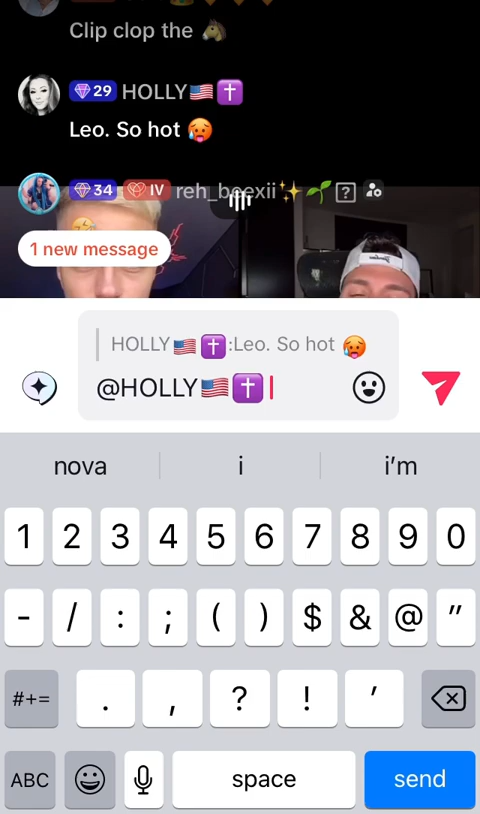 Clip clop the 🐴
29 HOLLY🇺🇸✝️
Leo. So hot 🥵
34 IV reh_beexii✨🌱
1 new message
HOLLY🇺🇸✝️:Leo. So hot 🥵
@HOLLY🇺🇸✝️
nova i i'm
1 2 3 4 5 6 7 8 9 0
- / : ; ( ) $ & @ "
#+= . , ? ! '
ABC space send